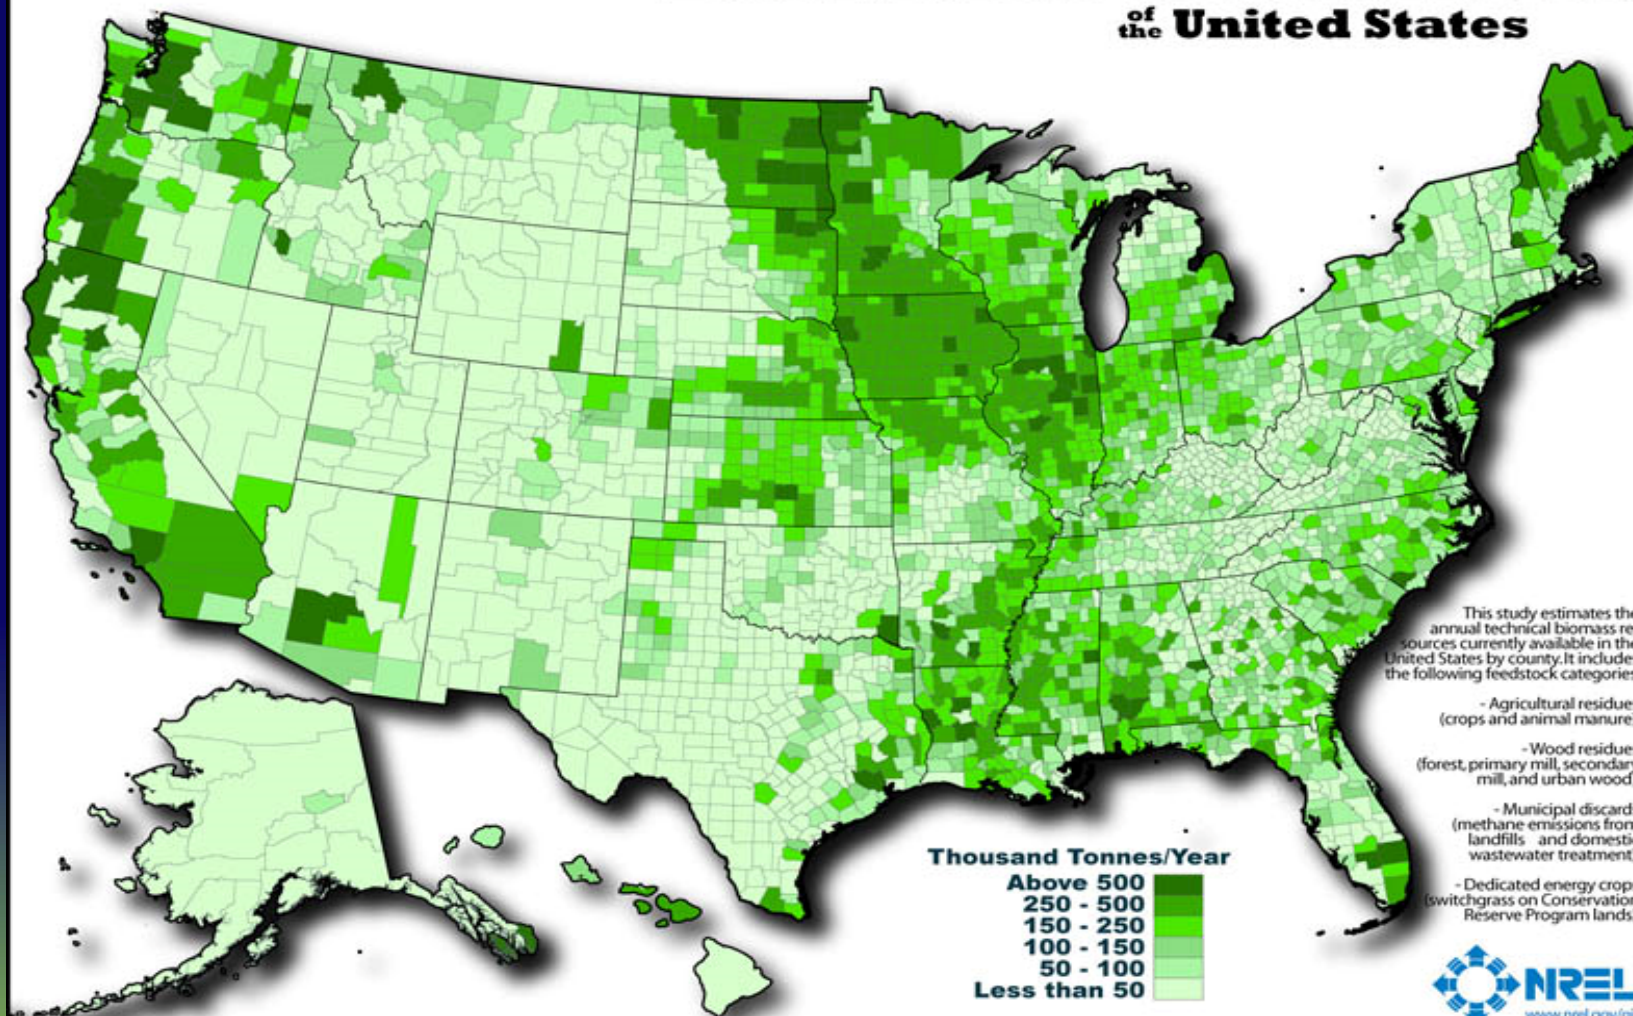 of
the United States
This study estimates the
annual technical biomass re
sources currently available in the
United States by county. It include
the following feedstock categories
- Agricultural residue
(crops and animal manure
- Wood residue
(forest, primary mill, secondary
mill, and urban wood
- Municipal discard
(methane emissions from
landfills and domesti
wastewater treatment
- Dedicated energy crop
(switchgrass on Conservation
Reserve Program lands
Thousand Tonnes/Year
Above 500
250 - 500
150 - 250
100 - 150
50 - 100
Less than 50
NREL